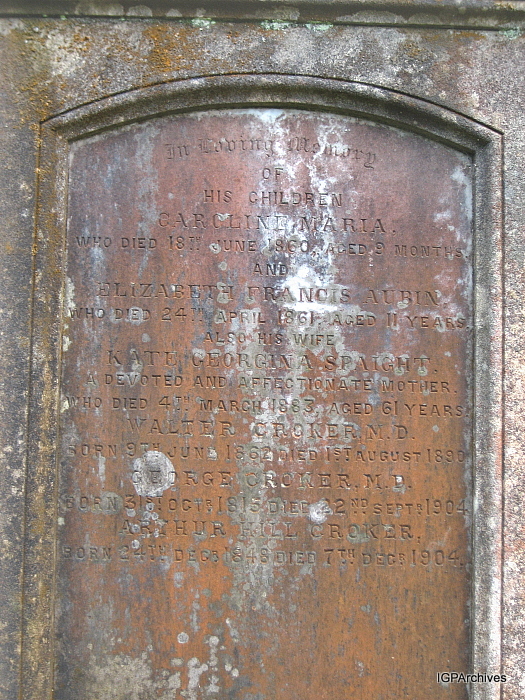 In Loving Memory
OF
HIS CHILDREN
CAROLINE MARIA,
WHO DIED 18TH JUNE 1860, AGED 9 MONTHS,
AND
ELIZABETH FRANCIS AUBIN,
WHO DIED 24TH APRIL 1861, AGED 11 YEARS,
ALSO HIS WIFE
KATE GEORGINA SPAIGHT,
A DEVOTED AND AFFECTIONATE MOTHER.
WHO DIED 4TH MARCH 1883, AGED 61 YEARS.
WALTER CROKER, M.D.
BORN 9TH JUNE 1862, DIED 1ST AUGUST 1890
GEORGE CROKER, M.D.
BORN 31ST OCTR 1815 DIED 22ND SEPTR 1904
ARTHUR HILL CROKER,
BORN 24TH DECR 1848 DIED 7TH DECR 1904.
IGPArchives